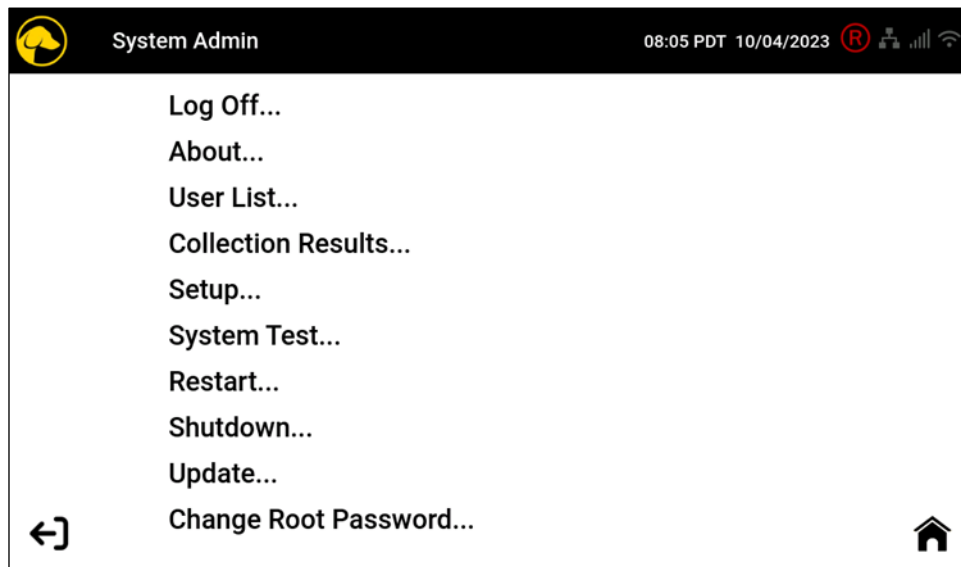 System Admin
08:05 PDT 10/04/2023 R
Log Off...
About...
User List...
Collection Results...
Setup...
System Test...
Restart...
Shutdown...
Update...
Change Root Password...